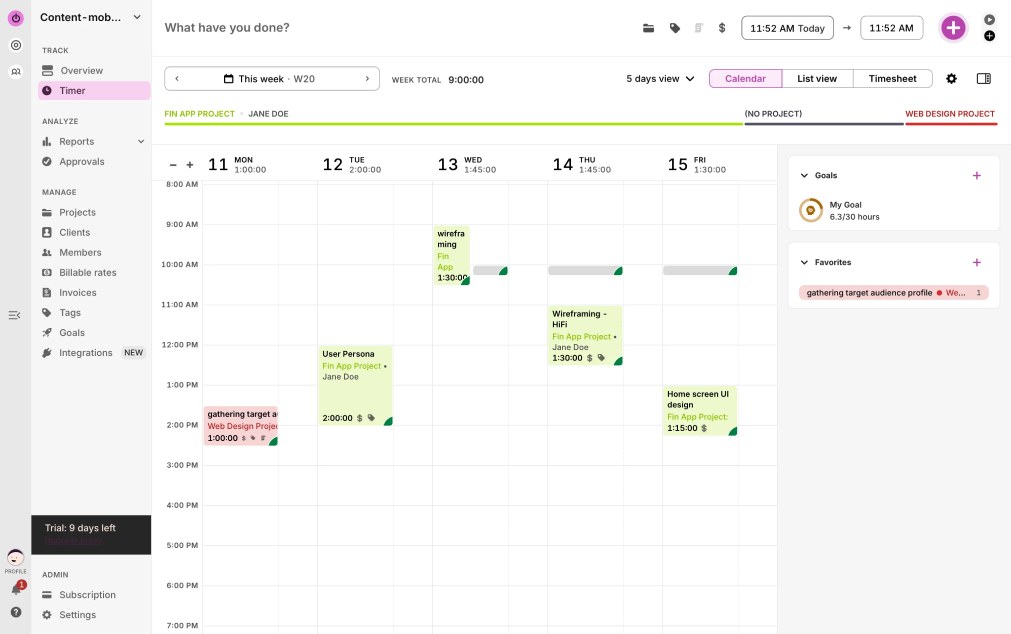 Content-mob...
What have you done?
$
11:52 AM Today
→
11:52 AM
TRACK
Overview
Timer
ANALYZE
Reports
Approvals
MANAGE
Projects
Clients
Members
Billable rates
Invoices
Tags
Goals
Integrations NEW
Trial: 9 days left
PROFILE
1
ADMIN
Subscription
Settings
This week · W20
WEEK TOTAL 9:00:00
5 days view
Calendar
List view
Timesheet
FIN APP PROJECT • JANE DOE
(NO PROJECT)
WEB DESIGN PROJECT
− +
11 MON 1:00:00
12 TUE 2:00:00
13 WED 1:45:00
14 THU 1:45:00
15 FRI 1:30:00
8:00 AM
9:00 AM
10:00 AM
11:00 AM
12:00 PM
1:00 PM
2:00 PM
3:00 PM
4:00 PM
5:00 PM
6:00 PM
7:00 PM
gathering target a
Web Design Projec
1:00:00 $
User Persona
Fin App Project •
Jane Doe
2:00:00 $
wirefra
ming
Fin
App
1:30:00
Wireframing -
HiFi
Fin App Project •
Jane Doe
1:30:00 $
Home screen UI
design
Fin App Project:
1:15:00 $
Goals
My Goal
6.3/30 hours
Favorites
gathering target audience profile • We... 1